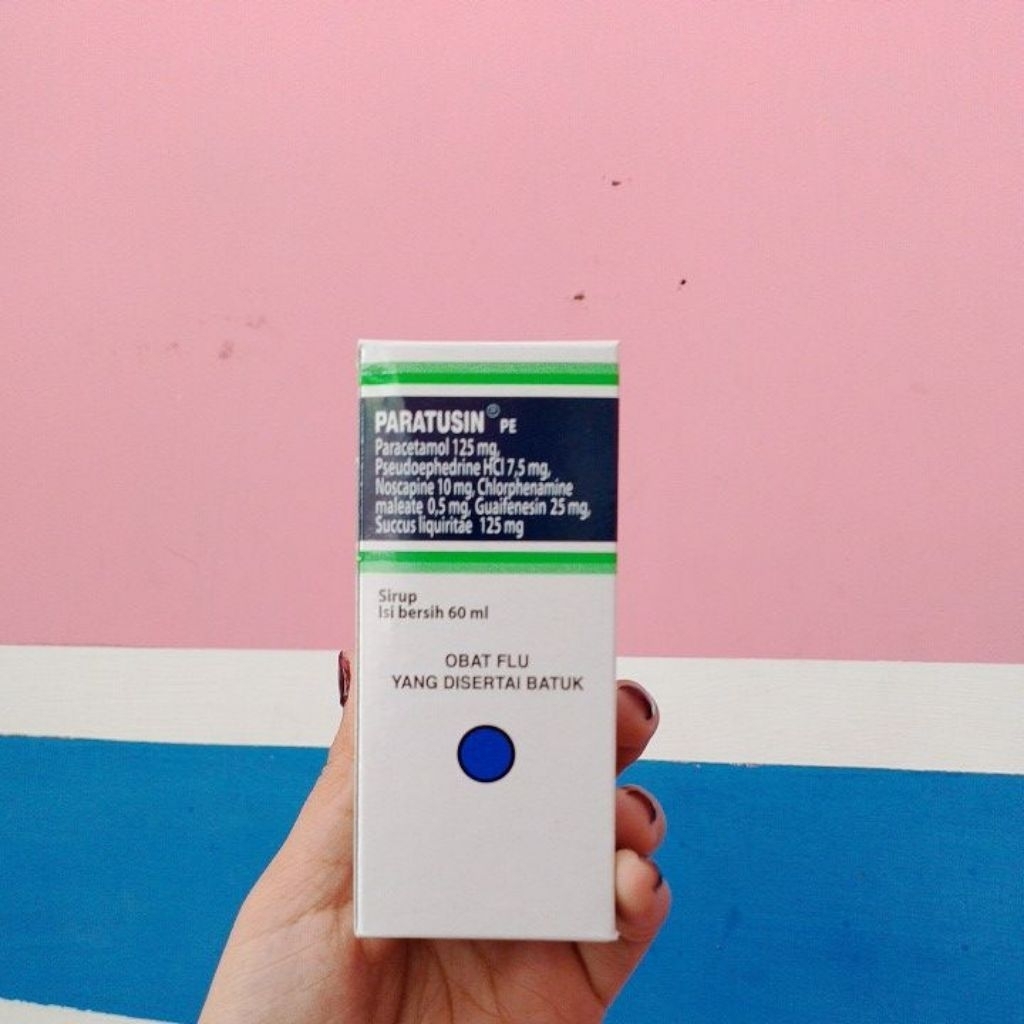 PARATUSIN® PE
Paracetamol 125 mg,
Pseudoephedrine HCl 7,5 mg,
Noscapine 10 mg, Chlorphenamine
maleate 0,5 mg, Guaifenesin 25 mg,
Succus liquiritae 125 mg
Sirup
Isi bersih 60 ml
OBAT FLU
YANG DISERTAI BATUK